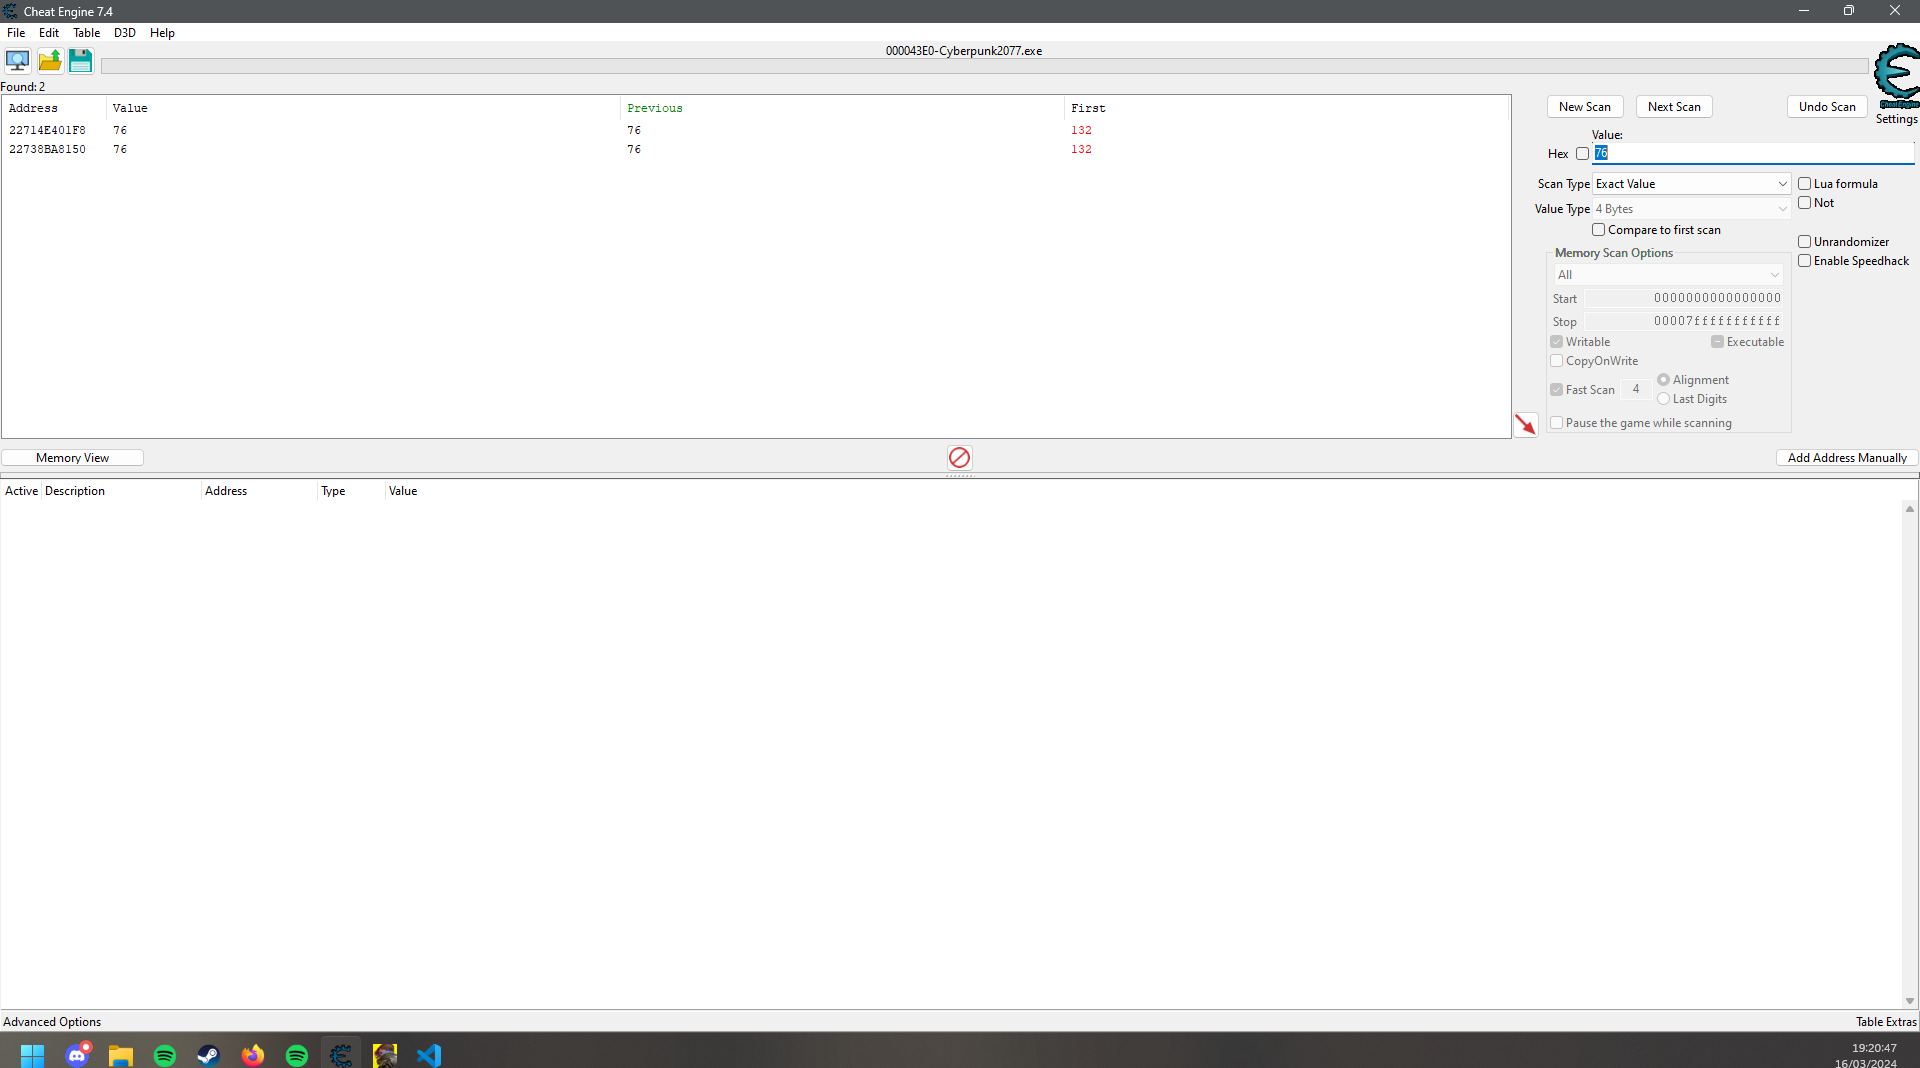 Cheat Engine 7.4
File Edit Table D3D Help
000043E0-Cyberpunk2077.exe
Found: 2
Address Value Previous First
22714E401F8 76 76 132
22738BA8150 76 76 132
New Scan Next Scan Undo Scan
Cheat Engine
Settings
Value:
Hex 76
Scan Type Exact Value Lua formula
Value Type 4 Bytes Not
Compare to first scan
Unrandomizer
Memory Scan Options
Enable Speedhack
All
Start 0000000000000000
Stop 00007fffffffffff
Writable Executable
CopyOnWrite
Fast Scan 4 Alignment
Last Digits
Pause the game while scanning
Memory View Add Address Manually
Active Description Address Type Value
Advanced Options Table Extras
19:20:47
16/03/2024